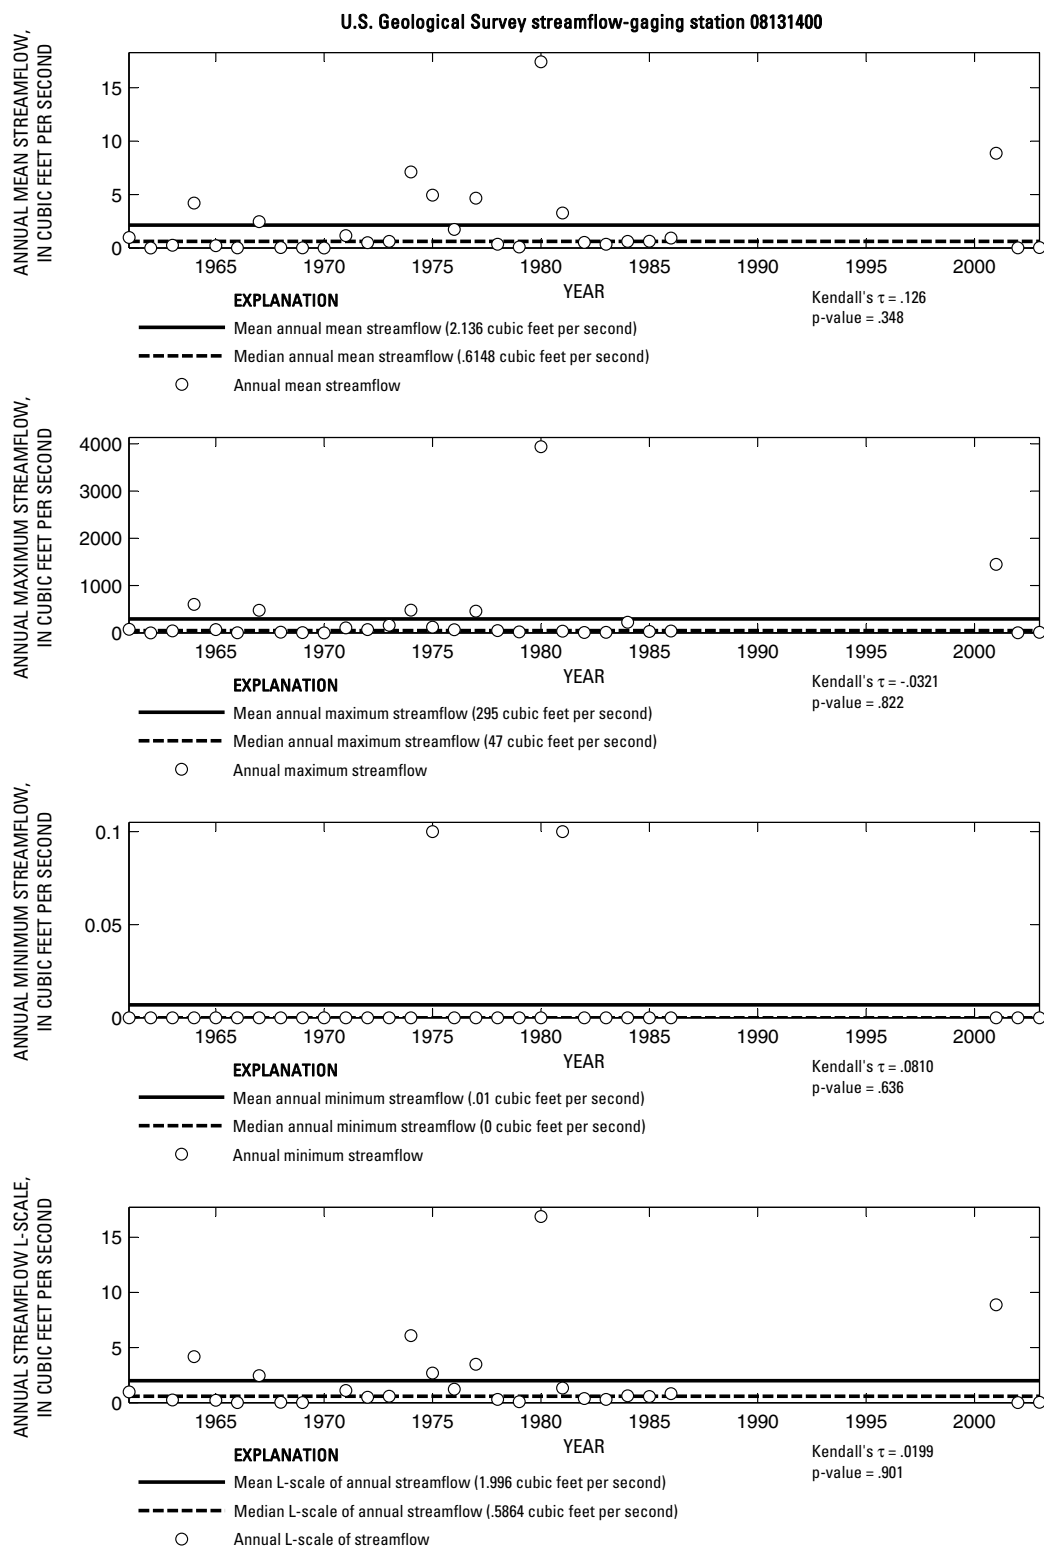 U.S. Geological Survey streamflow-gaging station 08131400
ANNUAL MEAN STREAMFLOW,
IN CUBIC FEET PER SECOND
15
10
5
0
1965 1970 1975 1980 1985 1990 1995 2000
YEAR
EXPLANATION
Mean annual mean streamflow (2.136 cubic feet per second)
Median annual mean streamflow (.6148 cubic feet per second)
Annual mean streamflow
Kendall's τ = .126
p-value = .348
ANNUAL MAXIMUM STREAMFLOW,
IN CUBIC FEET PER SECOND
4000
3000
2000
1000
0
1965 1970 1975 1980 1985 1990 1995 2000
YEAR
EXPLANATION
Mean annual maximum streamflow (295 cubic feet per second)
Median annual maximum streamflow (47 cubic feet per second)
Annual maximum streamflow
Kendall's τ = -.0321
p-value = .822
ANNUAL MINIMUM STREAMFLOW,
IN CUBIC FEET PER SECOND
0.1
0.05
0
1965 1970 1975 1980 1985 1990 1995 2000
YEAR
EXPLANATION
Mean annual minimum streamflow (.01 cubic feet per second)
Median annual minimum streamflow (0 cubic feet per second)
Annual minimum streamflow
Kendall's τ = .0810
p-value = .636
ANNUAL STREAMFLOW L-SCALE,
IN CUBIC FEET PER SECOND
15
10
5
0
1965 1970 1975 1980 1985 1990 1995 2000
YEAR
EXPLANATION
Mean L-scale of annual streamflow (1.996 cubic feet per second)
Median L-scale of annual streamflow (.5864 cubic feet per second)
Annual L-scale of streamflow
Kendall's τ = .0199
p-value = .901